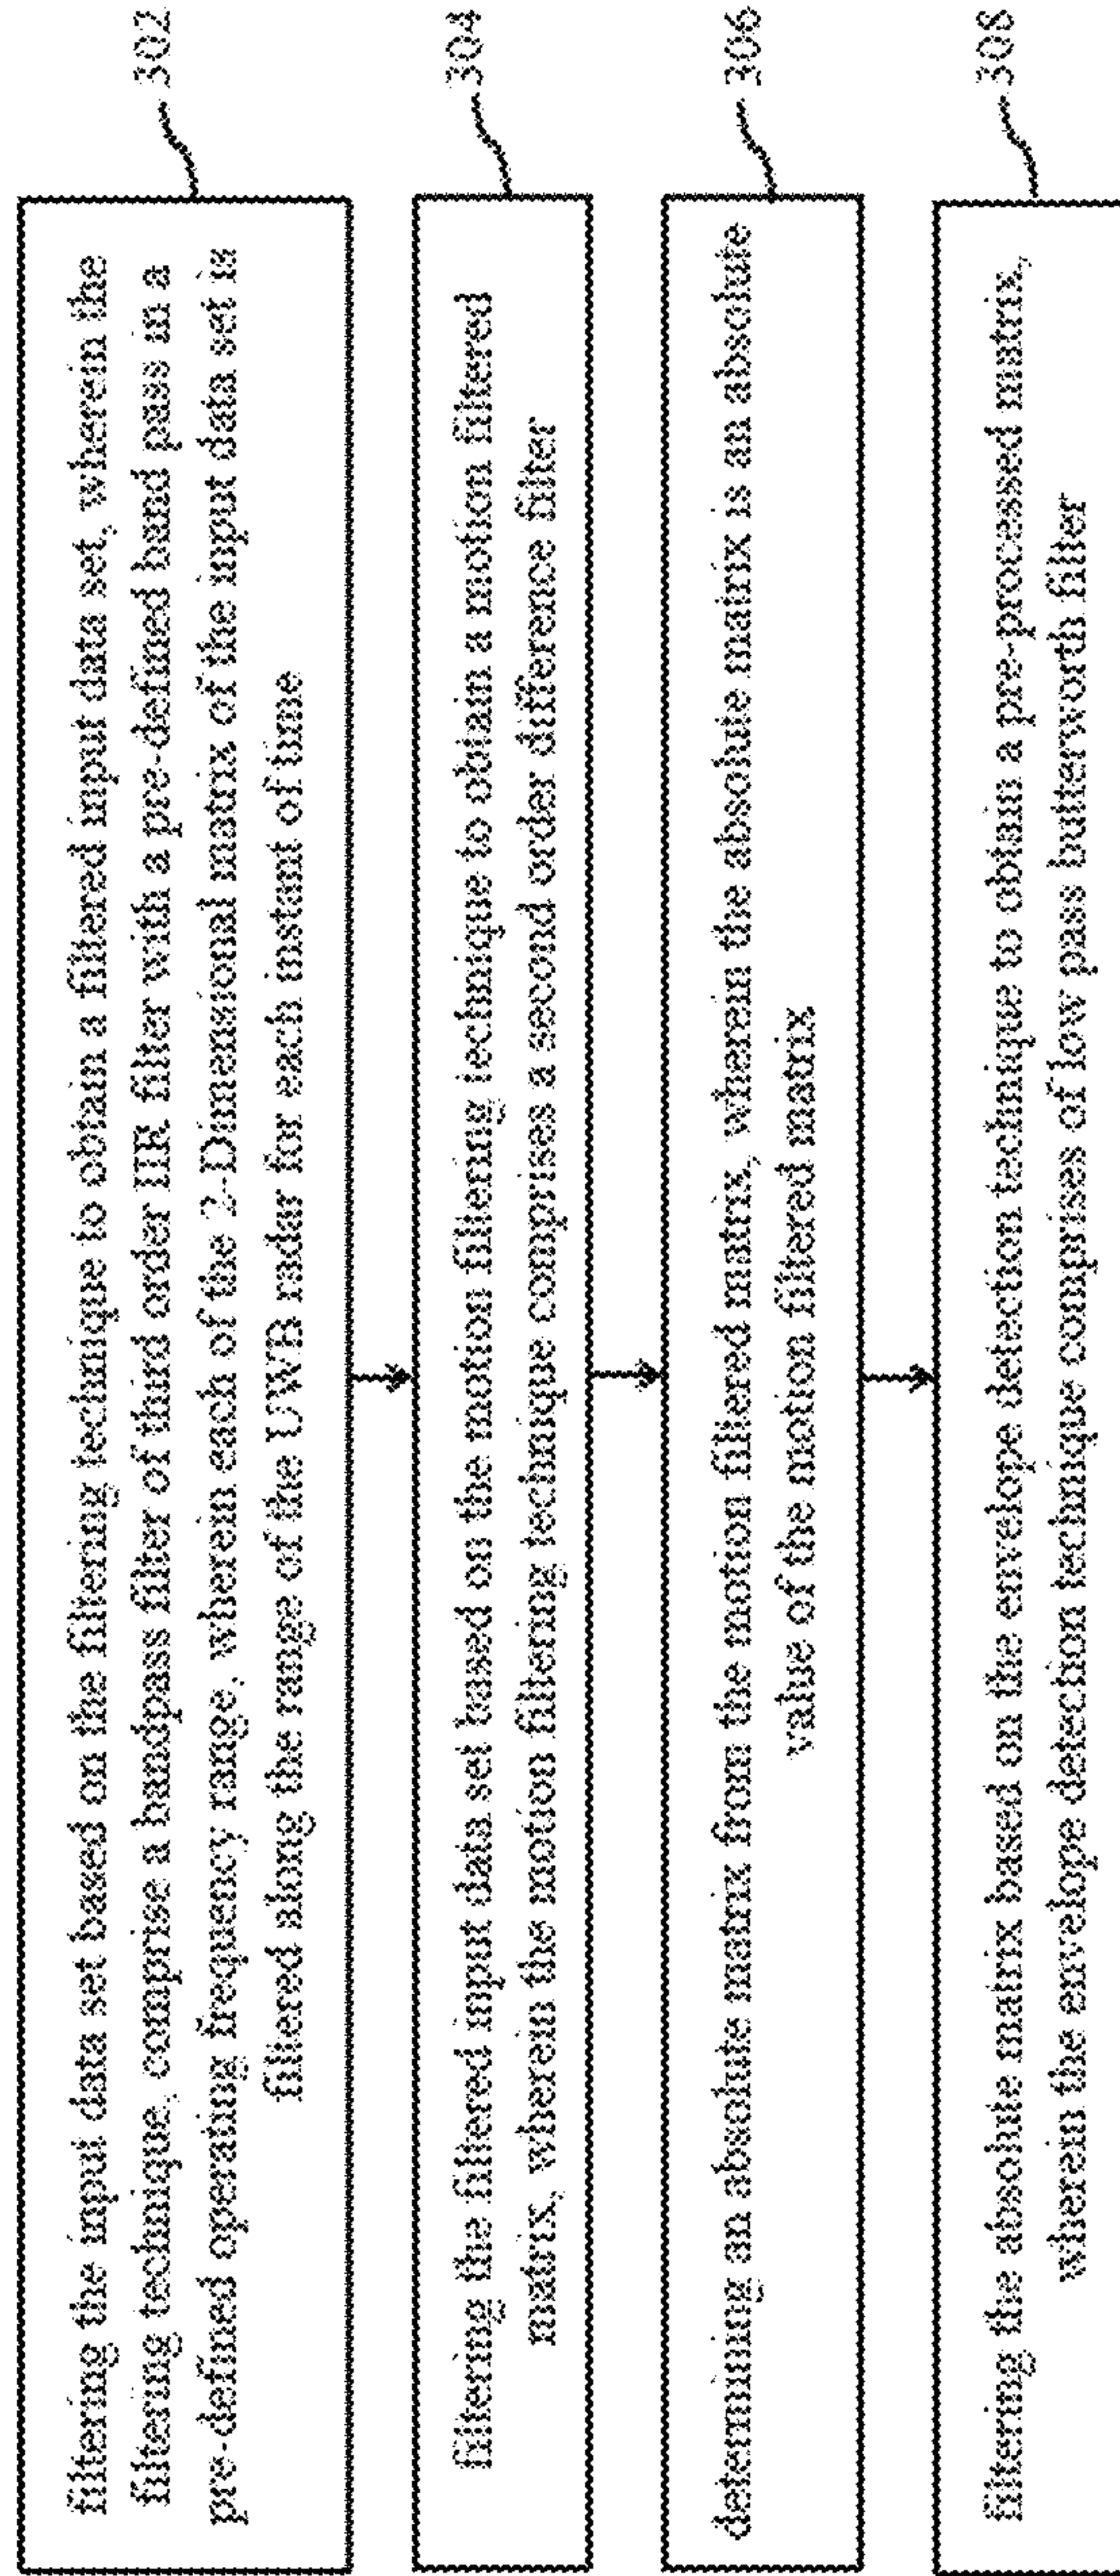 filtering the input data set based on the filtering technique to obtain a filtered input data set, wherein the
filtering technique, comprise a bandpass filter of third order IIR filter with a pre-defined band pass in a
pre-defined operating frequency range, wherein each of the 2-Dimensional matrix of the input data set is
filtered along the range of the UWB radar for each instant of time
302
filtering the filtered input data set based on the motion filtering technique to obtain a motion filtered
matrix, wherein the motion filtering technique comprises a second order difference filter
304
determining an absolute matrix from the motion filtered matrix, wherein the absolute matrix is an absolute
value of the motion filtered matrix
306
filtering the absolute matrix based on the envelope detection technique to obtain a pre-processed matrix,
wherein the envelope detection technique comprises of low pass butterworth filter
308